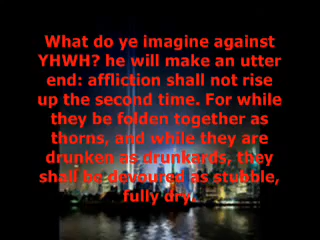 What do ye imagine against
YHWH? he will make an utter
end: affliction shall not rise
up the second time. For while
they be folden together as
thorns, and while they are
drunken as drunkards, they
shall be devoured as stubble,
fully dry.